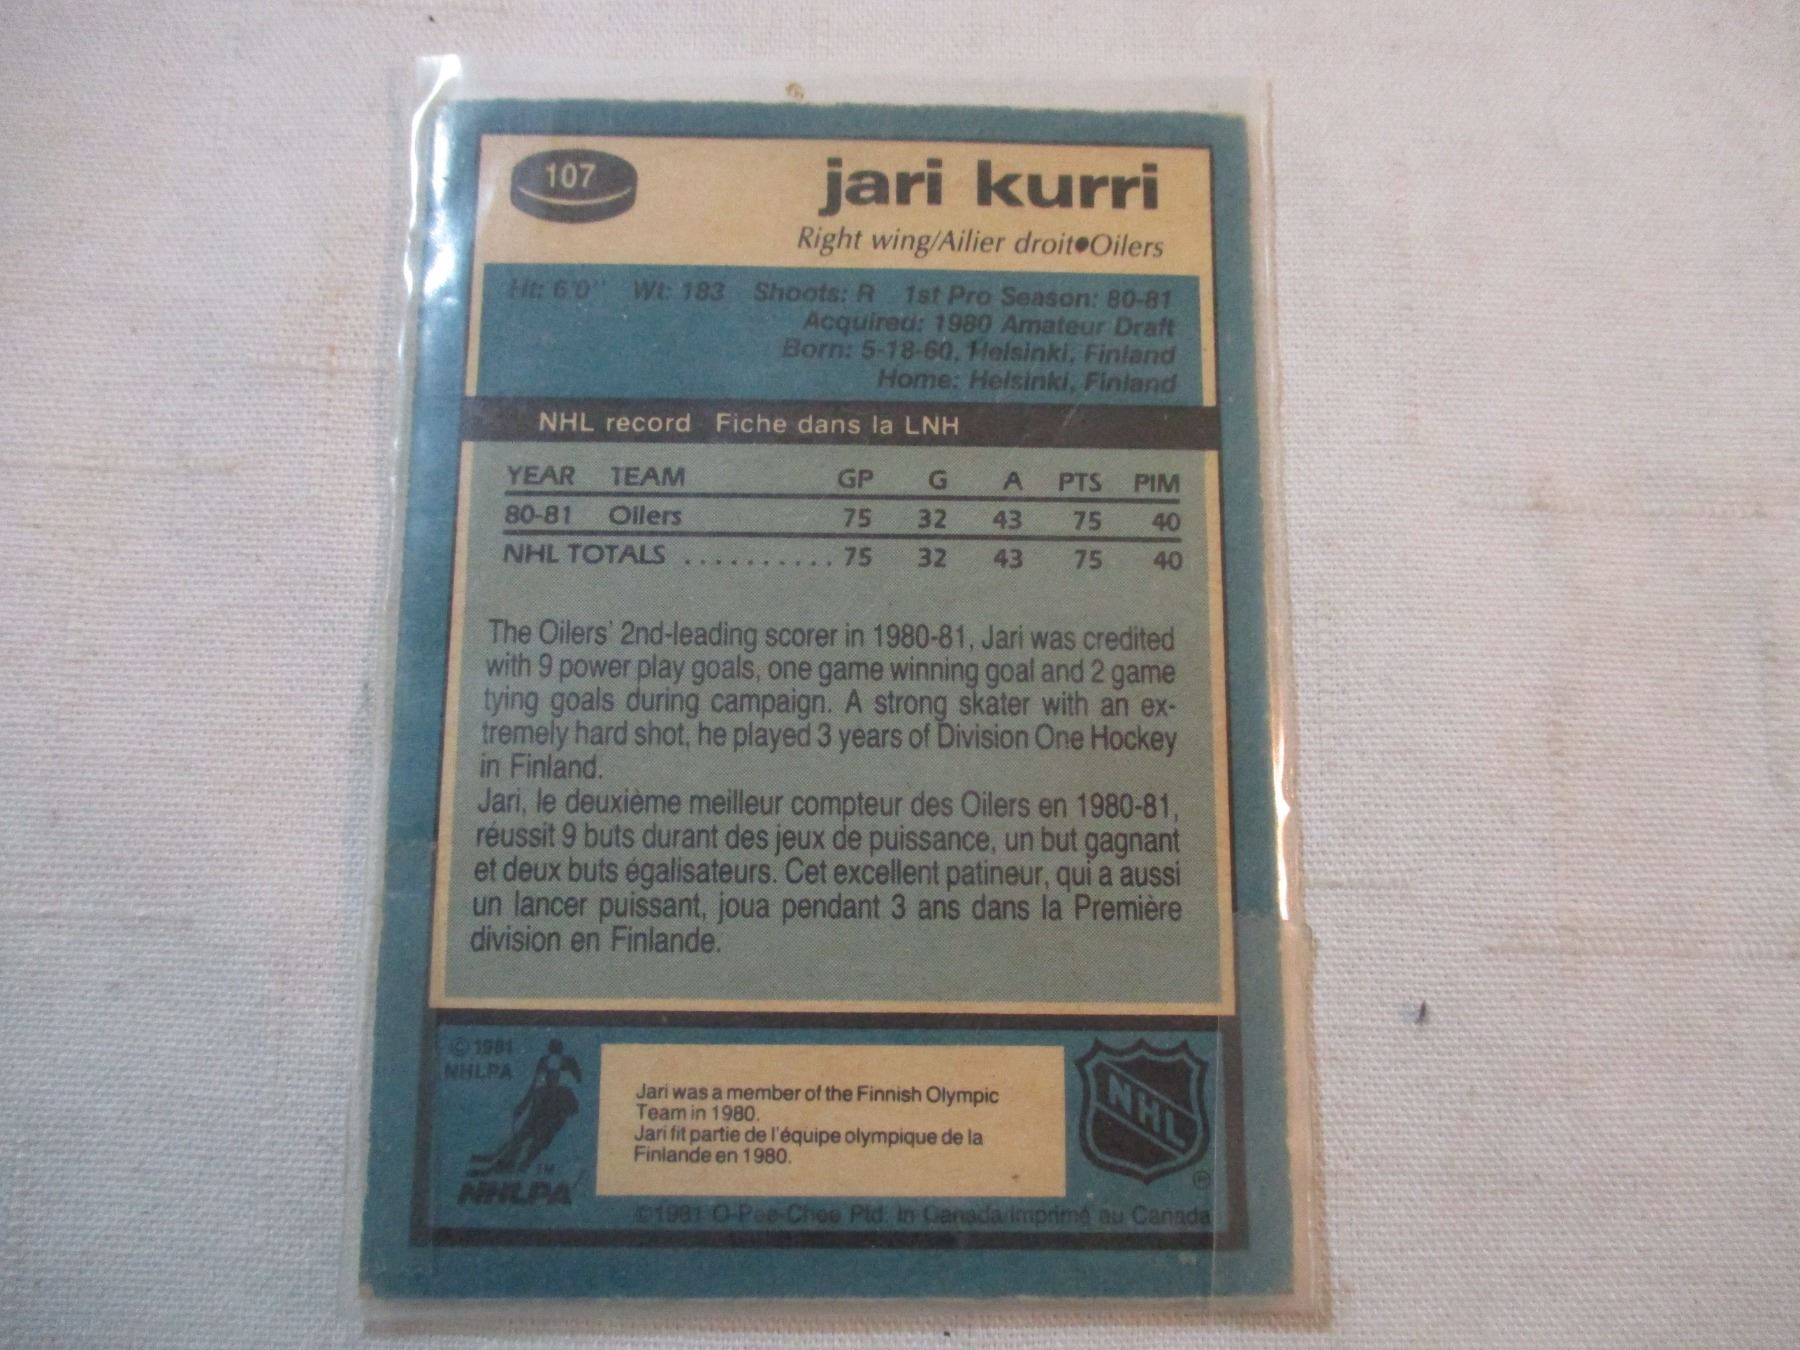 107
jari kurri
Right wing/Ailier droit•Oilers
Ht: 6'0" Wt: 183 Shoots: R 1st Pro Season: 80-81
Acquired: 1980 Amateur Draft
Born: 5-18-60, Helsinki, Finland
Home: Helsinki, Finland
NHL record Fiche dans la LNH
YEAR TEAM GP G A PTS PIM
80-81 Oilers 75 32 43 75 40
NHL TOTALS .......... 75 32 43 75 40
The Oilers' 2nd-leading scorer in 1980-81, Jari was credited
with 9 power play goals, one game winning goal and 2 game
tying goals during campaign. A strong skater with an ex-
tremely hard shot, he played 3 years of Division One Hockey
in Finland.
Jari, le deuxième meilleur compteur des Oilers en 1980-81,
réussit 9 buts durant des jeux de puissance, un but gagnant
et deux buts égalisateurs. Cet excellent patineur, qui a aussi
un lancer puissant, joua pendant 3 ans dans la Première
division en Finlande.
© 1981
NHLPA
TM
NHLPA
Jari was a member of the Finnish Olympic
Team in 1980.
Jari fit partie de l'équipe olympique de la
Finlande en 1980.
NHL
©1981 O-Pee-Chee Ptd. in Canada/Imprimé au Canada